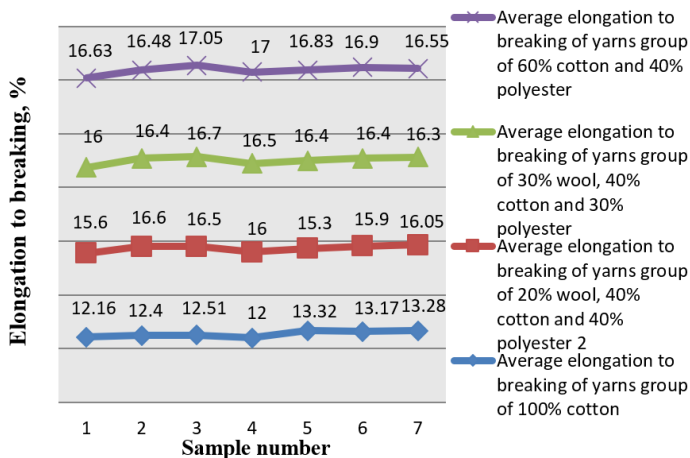 Elongation to breaking, %
16.63 16.48 17.05 17 16.83 16.9 16.55
16 16.4 16.7 16.5 16.4 16.4 16.3
15.6 16.6 16.5 16 15.3 15.9 16.05
12.16 12.4 12.51 12 13.32 13.17 13.28
1 2 3 4 5 6 7
Sample number
Average elongation to
breaking of yarns group
of 60% cotton and 40%
polyester
Average elongation to
breaking of yarns group
of 30% wool, 40%
cotton and 30%
polyester
Average elongation to
breaking of yarns group
of 20% wool, 40%
cotton and 40%
polyester 2
Average elongation to
breaking of yarns group
of 100% cotton